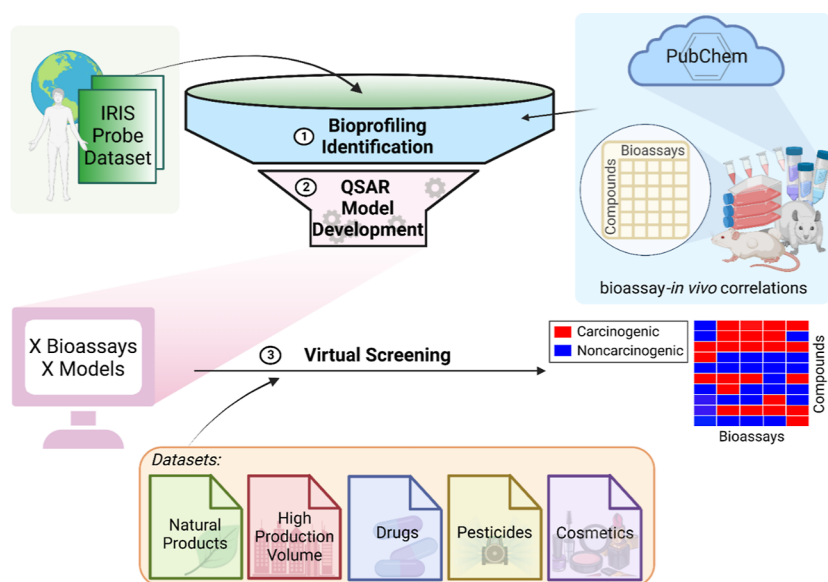 IRIS
Probe
Dataset
PubChem
① Bioprofiling
Identification
② QSAR
Model
Development
Bioassays
Compounds
bioassay-in vivo correlations
X Bioassays
X Models
③ Virtual Screening
Carcinogenic
Noncarcinogenic
Compounds
Bioassays
Datasets:
Natural
Products
High
Production
Volume
Drugs
Pesticides
Cosmetics